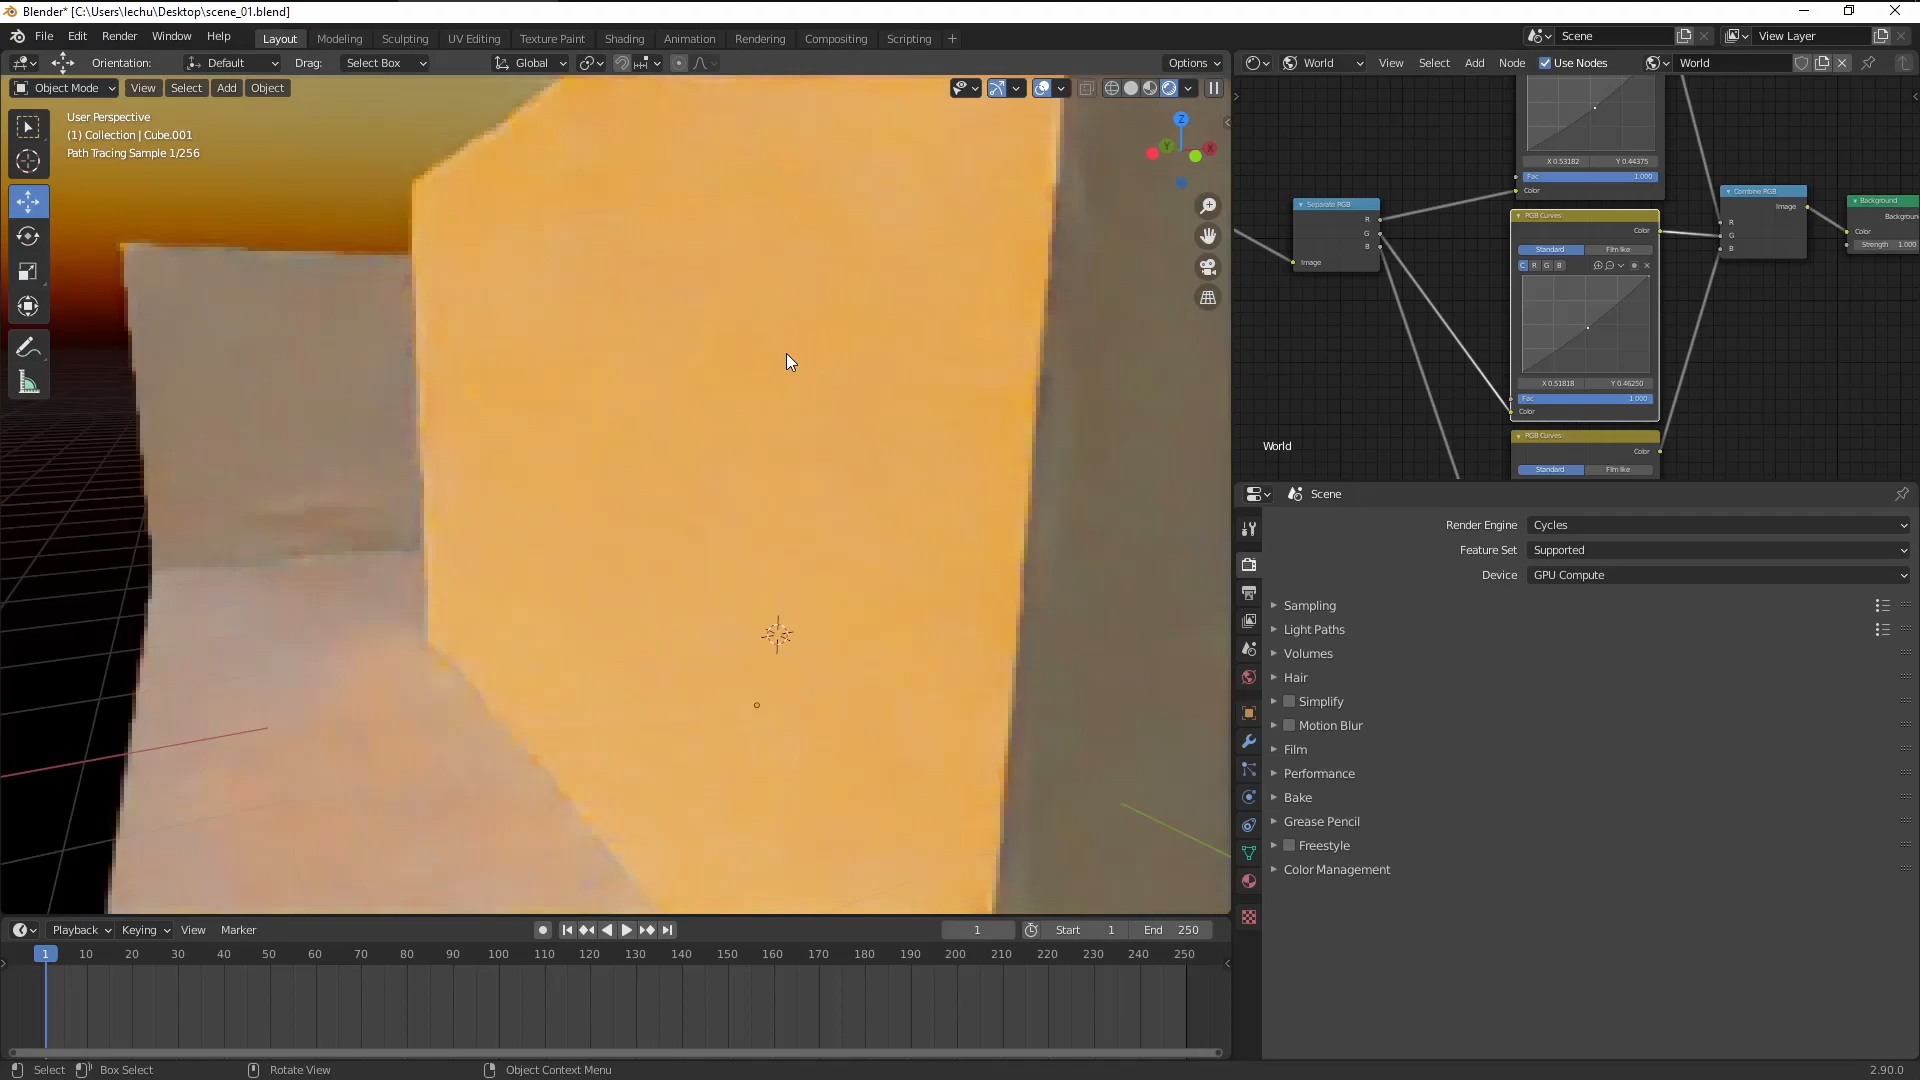 Blender* [C:\Users\lechu\Desktop\scene_01.blend]
File Edit Render Window Help
Layout Modeling Sculpting UV Editing Texture Paint Shading Animation Rendering Compositing Scripting +
Scene
View Layer
Orientation: Default Drag: Select Box Global Options
Object Mode View Select Add Object
User Perspective
(1) Collection | Cube.001
Path Tracing Sample 1/256
Z
Y
X
World View Select Add Node Use Nodes World
X 0.53182 Y 0.44375
Fac 1.000
Color
Separate RGB
R
G
B
Image
RGB Curves
Color
Standard Film like
C R G B
X 0.51818 Y 0.46250
Fac 1.000
Color
RGB Curves
Color
Standard Film like
Combine RGB
Image
R
G
B
Background
Color
Strength 1.000
World
Scene
Render Engine Cycles
Feature Set Supported
Device GPU Compute
Sampling
Light Paths
Volumes
Hair
Simplify
Motion Blur
Film
Performance
Bake
Grease Pencil
Freestyle
Color Management
Playback Keying View Marker 1 Start 1 End 250
1 10 20 30 40 50 60 70 80 90 100 110 120 130 140 150 160 170 180 190 200 210 220 230 240 250
Select Box Select Rotate View Object Context Menu 2.90.0